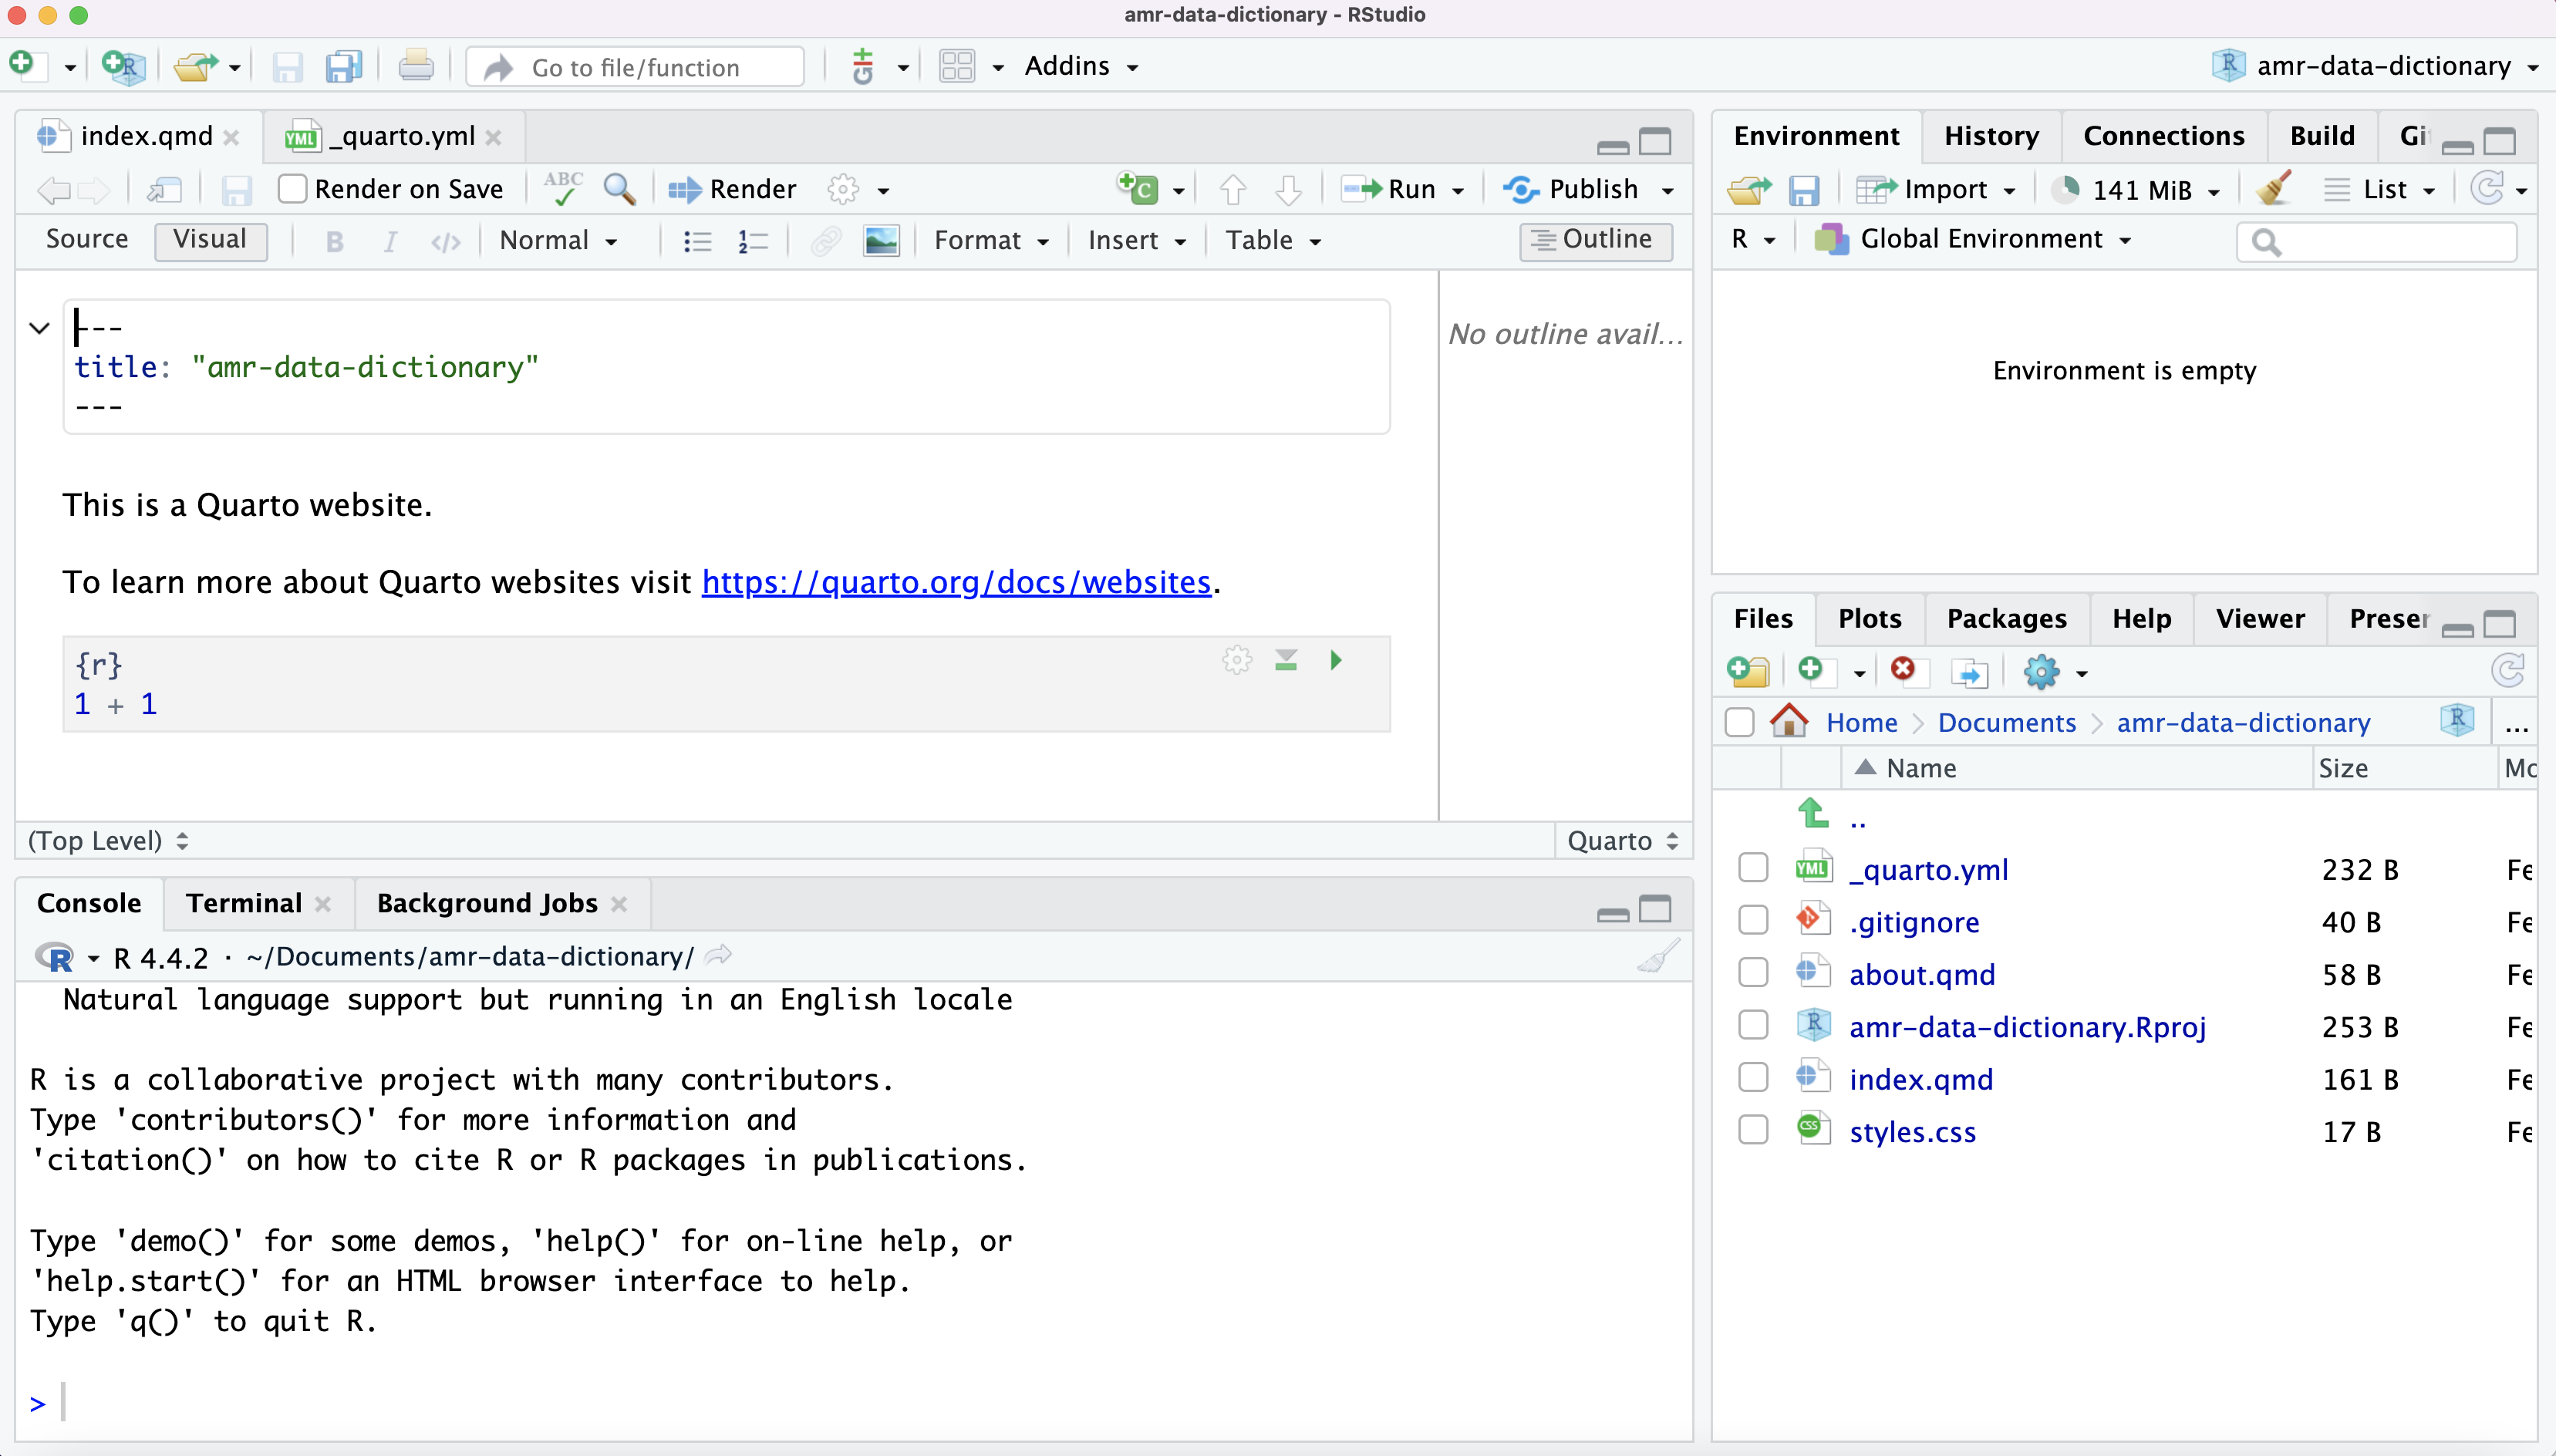 amr-data-dictionary - RStudio
Go to file/function
Addins
amr-data-dictionary
index.qmd
_quarto.yml
Render on Save
ABC
Render
Run
Publish
Source
Visual
B I </>
Normal
Format
Insert
Table
Outline
---
title: "amr-data-dictionary"
---
No outline avail...
This is a Quarto website.
To learn more about Quarto websites visit https://quarto.org/docs/websites.
{r}
1 + 1
(Top Level)
Quarto
Console
Terminal
Background Jobs
R 4.4.2 · ~/Documents/amr-data-dictionary/
Natural language support but running in an English locale
R is a collaborative project with many contributors.
Type 'contributors()' for more information and
'citation()' on how to cite R or R packages in publications.
Type 'demo()' for some demos, 'help()' for on-line help, or
'help.start()' for an HTML browser interface to help.
Type 'q()' to quit R.
>
Environment
History
Connections
Build
Gi
Import
141 MiB
List
R
Global Environment
Environment is empty
Files
Plots
Packages
Help
Viewer
Preser
Home
Documents
amr-data-dictionary
...
Name
Size
Mo
..
_quarto.yml 232 B Fe
.gitignore 40 B Fe
about.qmd 58 B Fe
amr-data-dictionary.Rproj 253 B Fe
index.qmd 161 B Fe
styles.css 17 B Fe